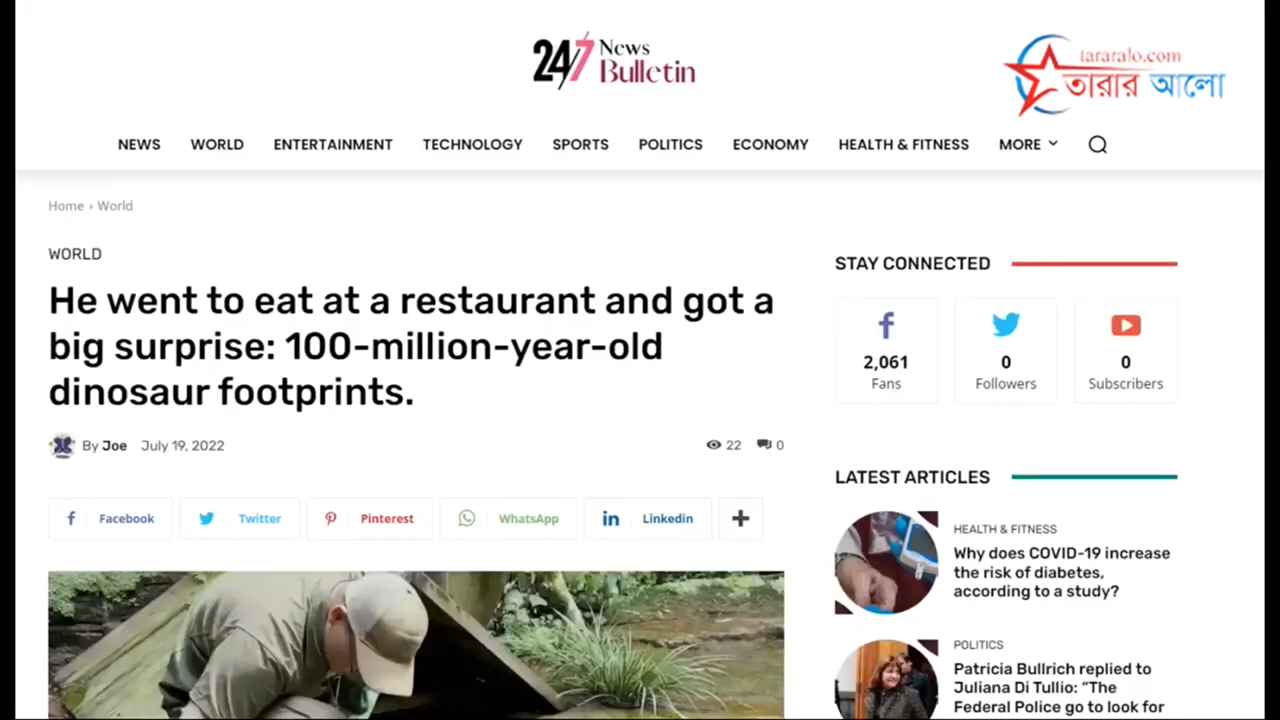 24/7 News
Bulletin
tararalo.com
তারার আলো
NEWS WORLD ENTERTAINMENT TECHNOLOGY SPORTS POLITICS ECONOMY HEALTH & FITNESS MORE
Home › World
WORLD
He went to eat at a restaurant and got a
big surprise: 100-million-year-old
dinosaur footprints.
By Joe July 19, 2022 22 0
Facebook Twitter Pinterest WhatsApp Linkedin
STAY CONNECTED
2,061 0 0
Fans Followers Subscribers
LATEST ARTICLES
HEALTH & FITNESS
Why does COVID-19 increase
the risk of diabetes,
according to a study?
POLITICS
Patricia Bullrich replied to
Juliana Di Tullio: “The
Federal Police go to look for